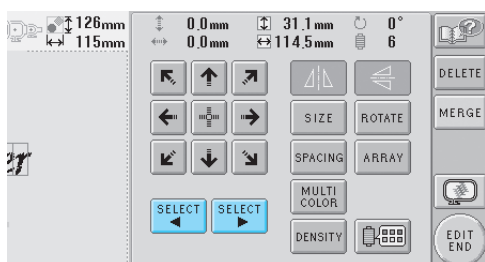 126mm
115mm
0.0mm 31.1mm 0°
0.0mm 114.5mm 6
DELETE
MERGE
SIZE ROTATE
SPACING ARRAY
MULTI
COLOR
SELECT SELECT
DENSITY
EDIT
END